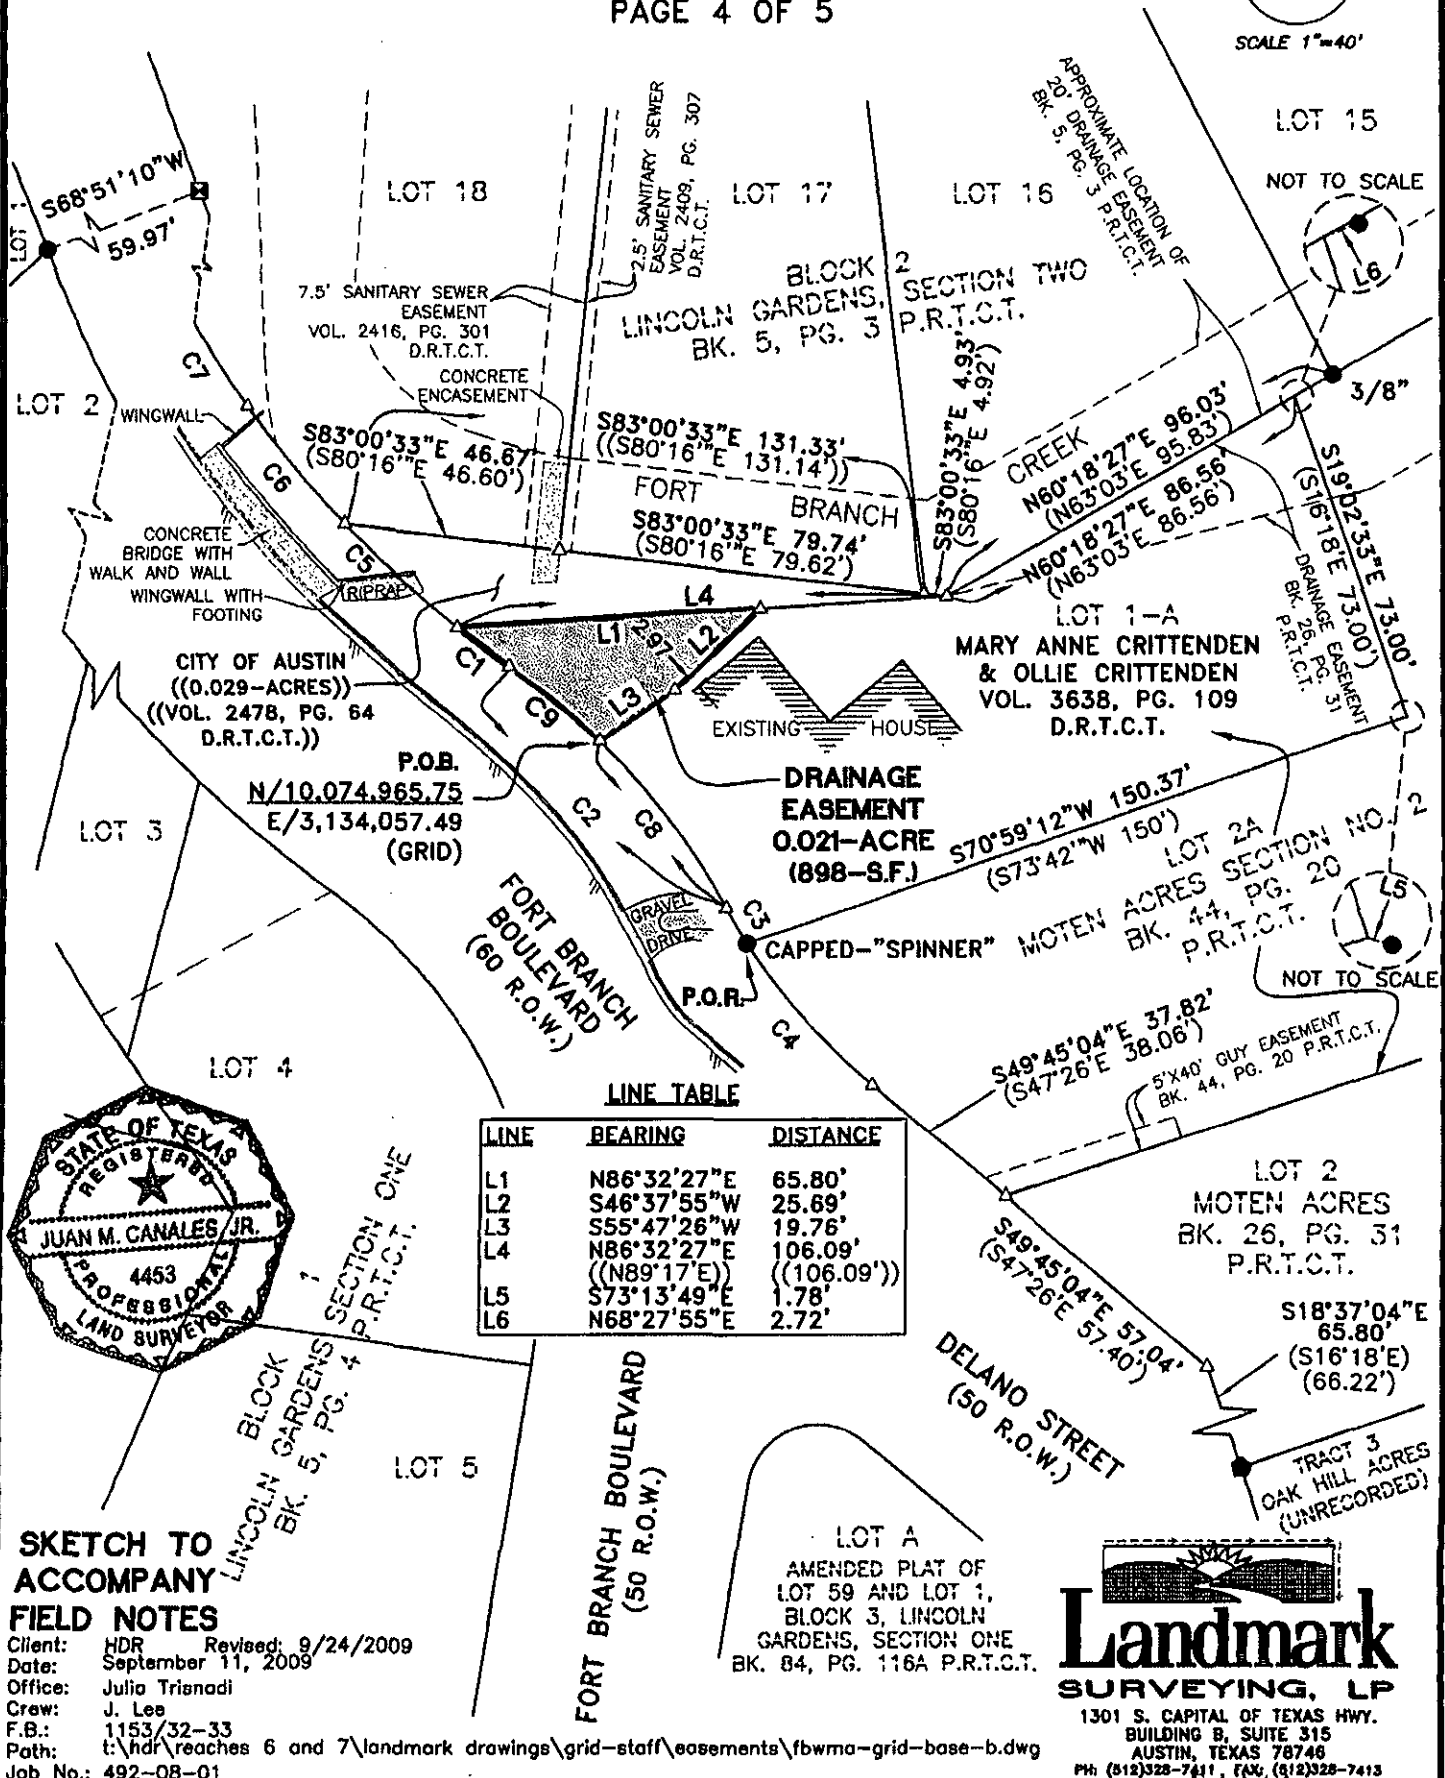 PAGE 4 OF 5
SCALE 1"=40'
LOT 15
NOT TO SCALE
L6
APPROXIMATE LOCATION OF
20' DRAINAGE EASEMENT
BK. 5, PG. 3 P.R.T.C.T.
LOT 1
S68°51'10"W
59.97'
LOT 18
2.5' SANITARY SEWER
EASEMENT
VOL. 2409, PG. 307
D.R.T.C.T.
LOT 17
LOT 16
BLOCK 2
LINCOLN GARDENS, SECTION TWO
BK. 5, PG. 3 P.R.T.C.T.
7.5' SANITARY SEWER
EASEMENT
VOL. 2416, PG. 301
D.R.T.C.T.
CONCRETE
ENCASEMENT
C7
LOT 2
WINGWALL
C6
S83°00'33"E 46.67
(S80°16'"E 46.60')
S83°00'33"E 131.33'
((S80°16'"E 131.14'))
S83°00'33"E 4.93'
(S80°16'"E 4.92')
FORT BRANCH
CREEK
S83°00'33"E 79.74'
(S80°16'"E 79.62')
N60°18'27"E 96.03'
(N63°03'E 95.83')
N60°18'27"E 86.56'
(N63°03'E 86.56')
3/8"
S19°02'33"E 73.00'
(S16°18'E 73.00')
DRAINAGE EASEMENT
BK. 26, PG. 31
P.R.T.C.T.
CONCRETE
BRIDGE WITH
WALK AND WALL
WINGWALL WITH
FOOTING
C5
RIPRAP
L4
L1
2.97'
L2
L3
C1
C9
CITY OF AUSTIN
((0.029-ACRES))
((VOL. 2478, PG. 64
D.R.T.C.T.))
LOT 1-A
MARY ANNE CRITTENDEN
& OLLIE CRITTENDEN
VOL. 3638, PG. 109
D.R.T.C.T.
EXISTING HOUSE
P.O.B.
N/10,074,965.75
E/3,134,057.49
(GRID)
DRAINAGE
EASEMENT
0.021-ACRE
(898-S.F.)
C2
C8
LOT 3
S70°59'12"W 150.37'
(S73°42'"W 150')
LOT 2A
MOTEN ACRES SECTION NO. 2
BK. 44, PG. 20
P.R.T.C.T.
L5
NOT TO SCALE
FORT BRANCH
BOULEVARD
(60 R.O.W.)
GRAVEL
DRIVE
C3
CAPPED-"SPINNER"
P.O.R.
C4
S49°45'04"E 37.82'
(S47°26'E 38.06')
5'X40' GUY EASEMENT
BK. 44, PG. 20 P.R.T.C.T.
LOT 4
LINE TABLE
LINE BEARING DISTANCE
L1 N86°32'27"E 65.80'
L2 S46°37'55"W 25.69'
L3 S55°47'26"W 19.76'
L4 N86°32'27"E 106.09'
((N89°17'E)) ((106.09'))
L5 S73°13'49"E 1.78'
L6 N68°27'55"E 2.72'
STATE OF TEXAS
REGISTERED
JUAN M. CANALES JR.
4453
PROFESSIONAL
LAND SURVEYOR
BLOCK 1
LINCOLN GARDENS SECTION ONE
BK. 5, PG. 4 P.R.T.C.T.
LOT 2
MOTEN ACRES
BK. 26, PG. 31
P.R.T.C.T.
S49°45'04"E 57.04'
(S47°26'E 57.40')
S18°37'04"E
65.80'
(S16°18'E)
(66.22')
DELANO STREET
(50 R.O.W.)
FORT BRANCH BOULEVARD
(50 R.O.W.)
LOT 5
TRACT 3
OAK HILL ACRES
(UNRECORDED)
LOT A
AMENDED PLAT OF
LOT 59 AND LOT 1,
BLOCK 3, LINCOLN
GARDENS, SECTION ONE
BK. 84, PG. 116A P.R.T.C.T.
SKETCH TO
ACCOMPANY
FIELD NOTES
Client: HDR Revised: 9/24/2009
Date: September 11, 2009
Office: Julio Trisnadi
Crew: J. Lee
F.B.: 1153/32-33
Path: t:\hdr\reaches 6 and 7\landmark drawings\grid-staff\easements\fbwma-grid-base-b.dwg
Job No.: 492-08-01
Landmark
SURVEYING, LP
1301 S. CAPITAL OF TEXAS HWY.
BUILDING B, SUITE 315
AUSTIN, TEXAS 78746
PH: (512)328-7411, FAX: (512)328-7413